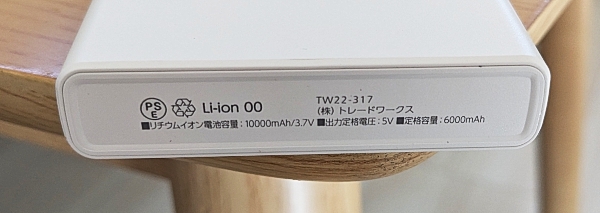 PSE Li-ion 00
TW22-317
(株)トレードワークス
■リチウムイオン電池容量:10000mAh/3.7V ■出力定格電圧:5V ■定格容量:6000mAh